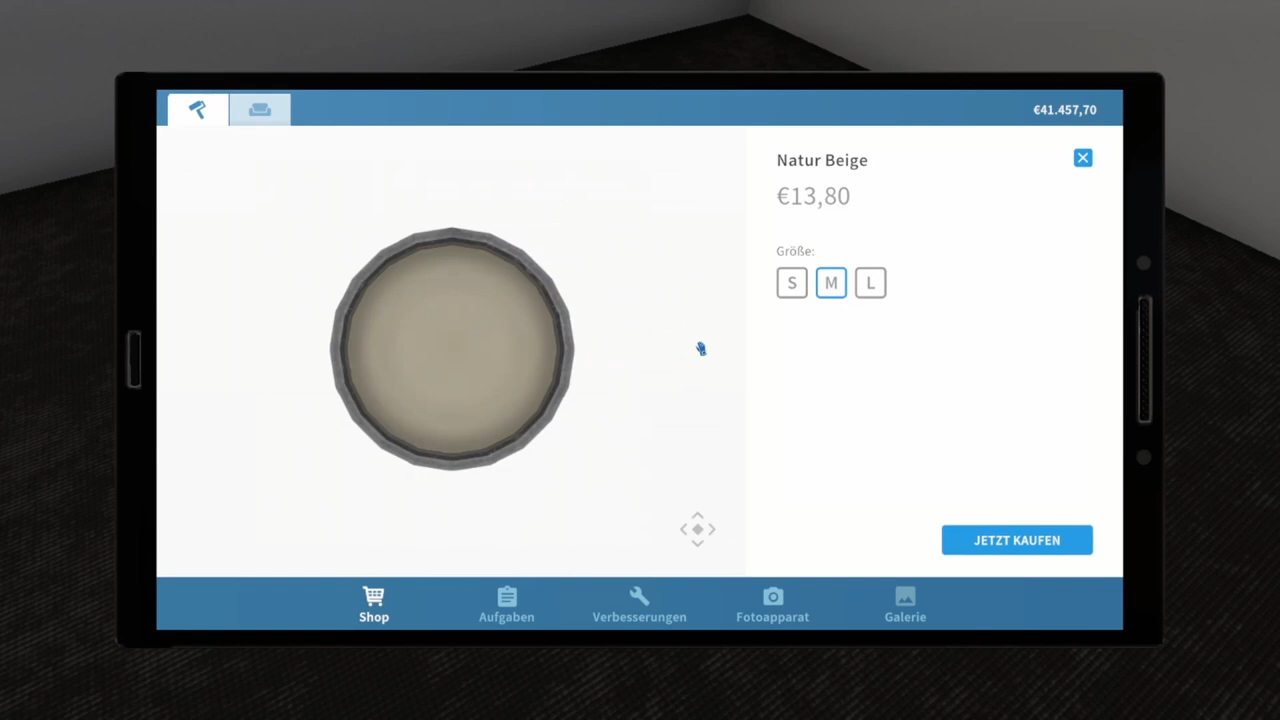 €41.457,70
Natur Beige
€13,80
Größe:
S M L
JETZT KAUFEN
Shop Aufgaben Verbesserungen Fotoapparat Galerie